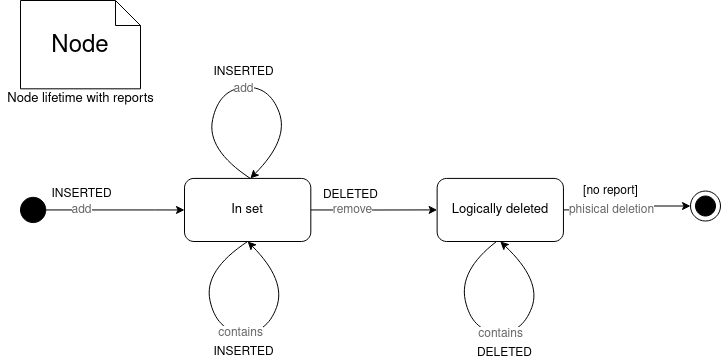 Node
Node lifetime with reports
INSERTED
add
INSERTED
add
In set
contains
INSERTED
DELETED
remove
Logically deleted
contains
DELETED
[no report]
phisical deletion